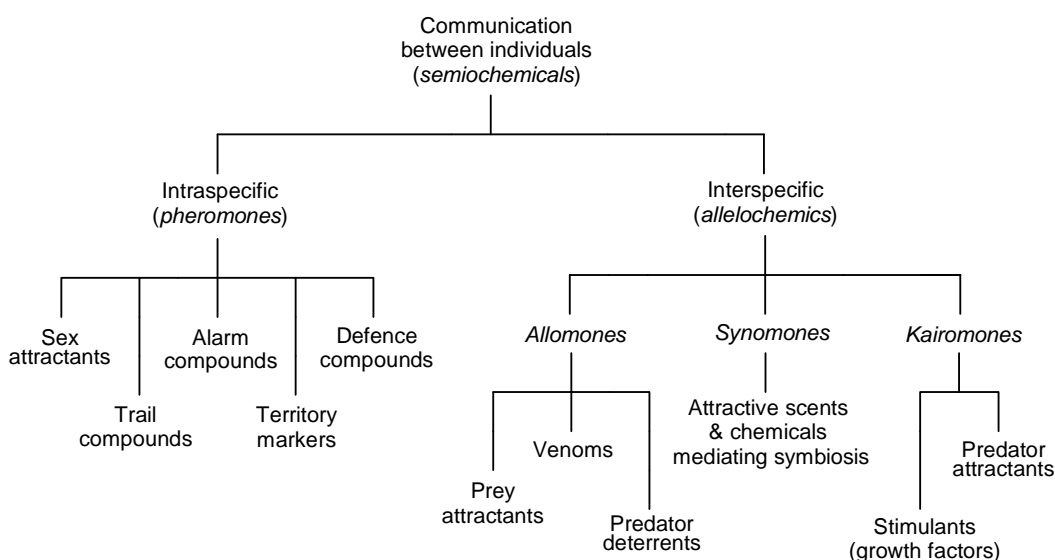 Communication
between individuals
(semiochemicals)
Intraspecific
(pheromones)
Interspecific
(allelochemics)
Sex
attractants
Trail
compounds
Alarm
compounds
Territory
markers
Defence
compounds
Allomones
Synomones
Kairomones
Prey
attractants
Venoms
Predator
deterrents
Attractive scents
& chemicals
mediating symbiosis
Stimulants
(growth factors)
Predator
attractants